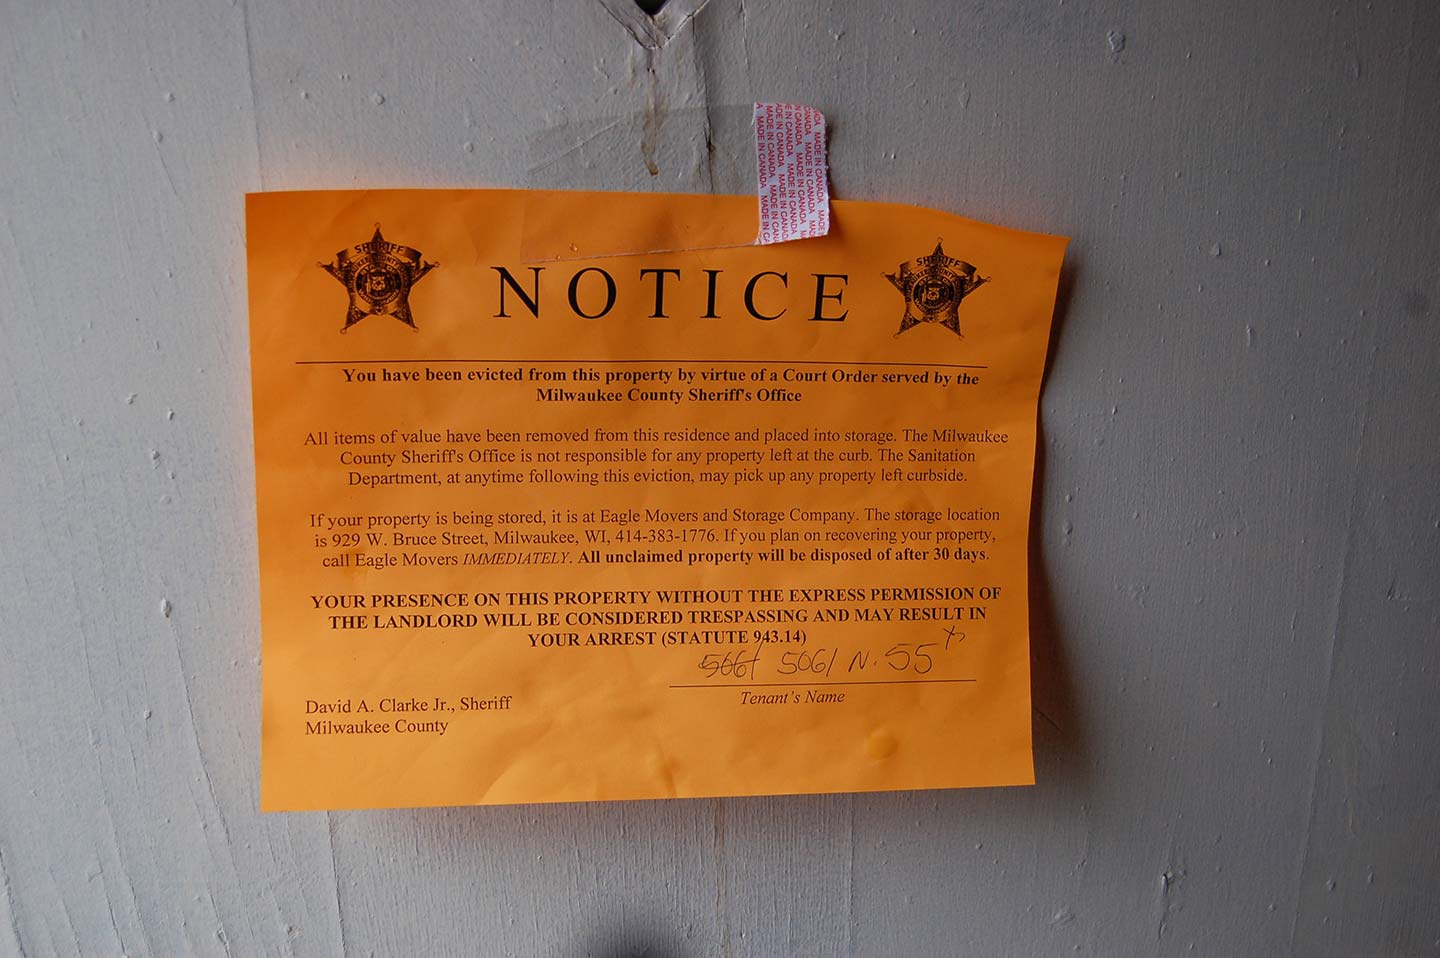 MADE IN CANADA MADE IN CANADA
SHERIFF
SHERIFF
NOTICE
You have been evicted from this property by virtue of a Court Order served by the
Milwaukee County Sheriff's Office
All items of value have been removed from this residence and placed into storage. The Milwaukee
County Sheriff's Office is not responsible for any property left at the curb. The Sanitation
Department, at anytime following this eviction, may pick up any property left curbside.
If your property is being stored, it is at Eagle Movers and Storage Company. The storage location
is 929 W. Bruce Street, Milwaukee, WI, 414-383-1776. If you plan on recovering your property,
call Eagle Movers IMMEDIATELY. All unclaimed property will be disposed of after 30 days.
YOUR PRESENCE ON THIS PROPERTY WITHOUT THE EXPRESS PERMISSION OF
THE LANDLORD WILL BE CONSIDERED TRESPASSING AND MAY RESULT IN
YOUR ARREST (STATUTE 943.14)
5061 5061 N. 55
Tenant's Name
David A. Clarke Jr., Sheriff
Milwaukee County